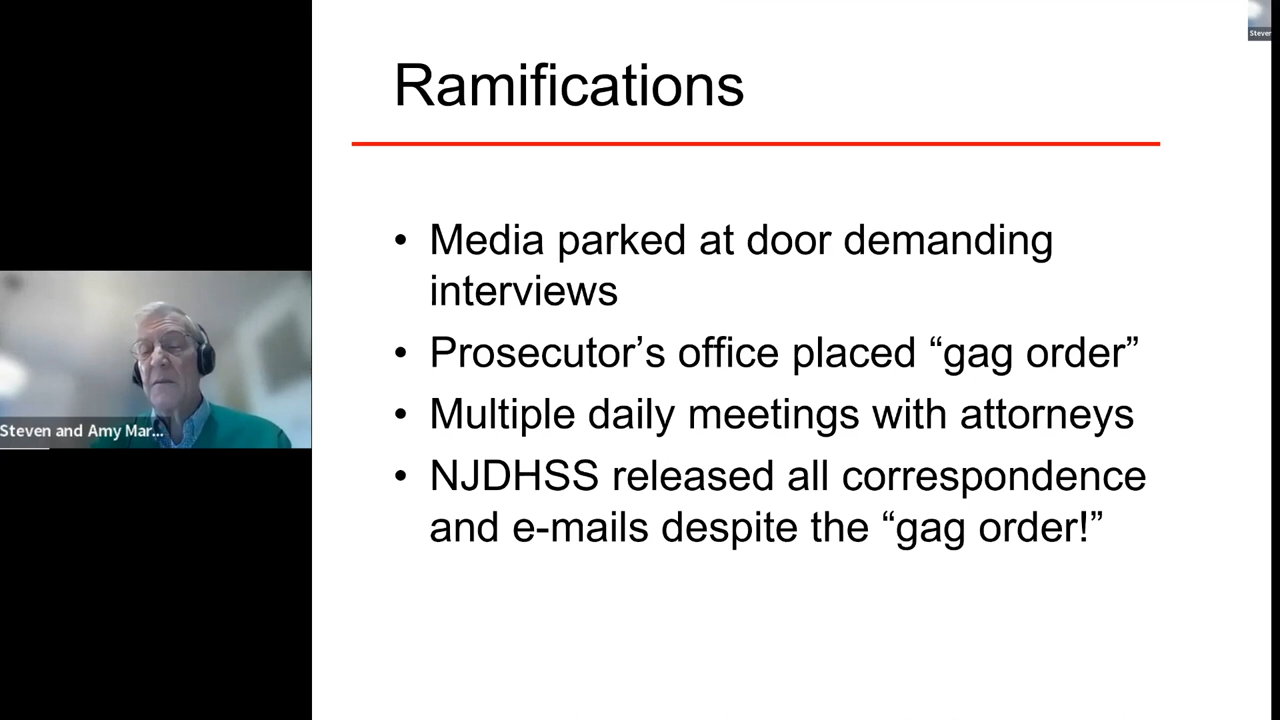 Ramifications
• Media parked at door demanding
interviews
• Prosecutor’s office placed “gag order”
• Multiple daily meetings with attorneys
• NJDHSS released all correspondence
and e-mails despite the “gag order!”
Steven and Amy Mar...
Steven